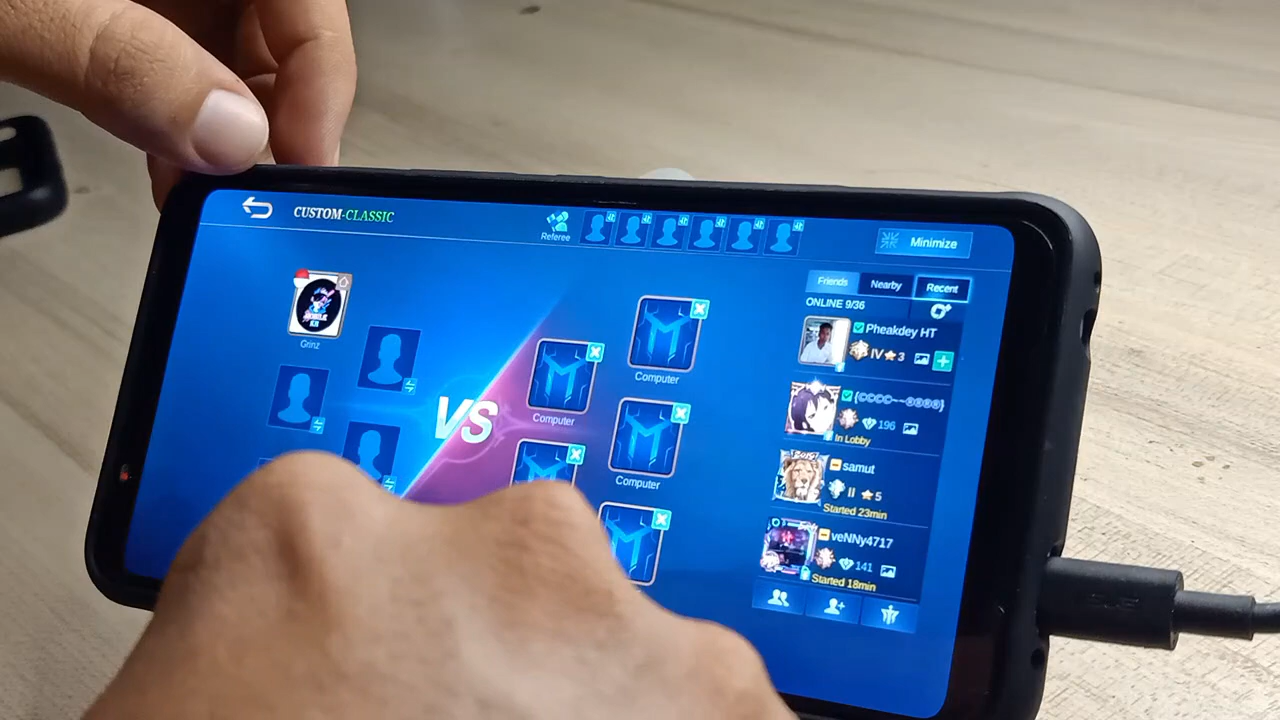 CUSTOM-CLASSIC
Referee
Minimize
Friends
Nearby
Recent
ONLINE 9/36
Grinz
VS
Computer
Computer
Computer
Pheakdey HT
IV 3
{©©©©~~®®®®}
196
In Lobby
samut
II 5
Started 23min
veNNy4717
141
Started 18min